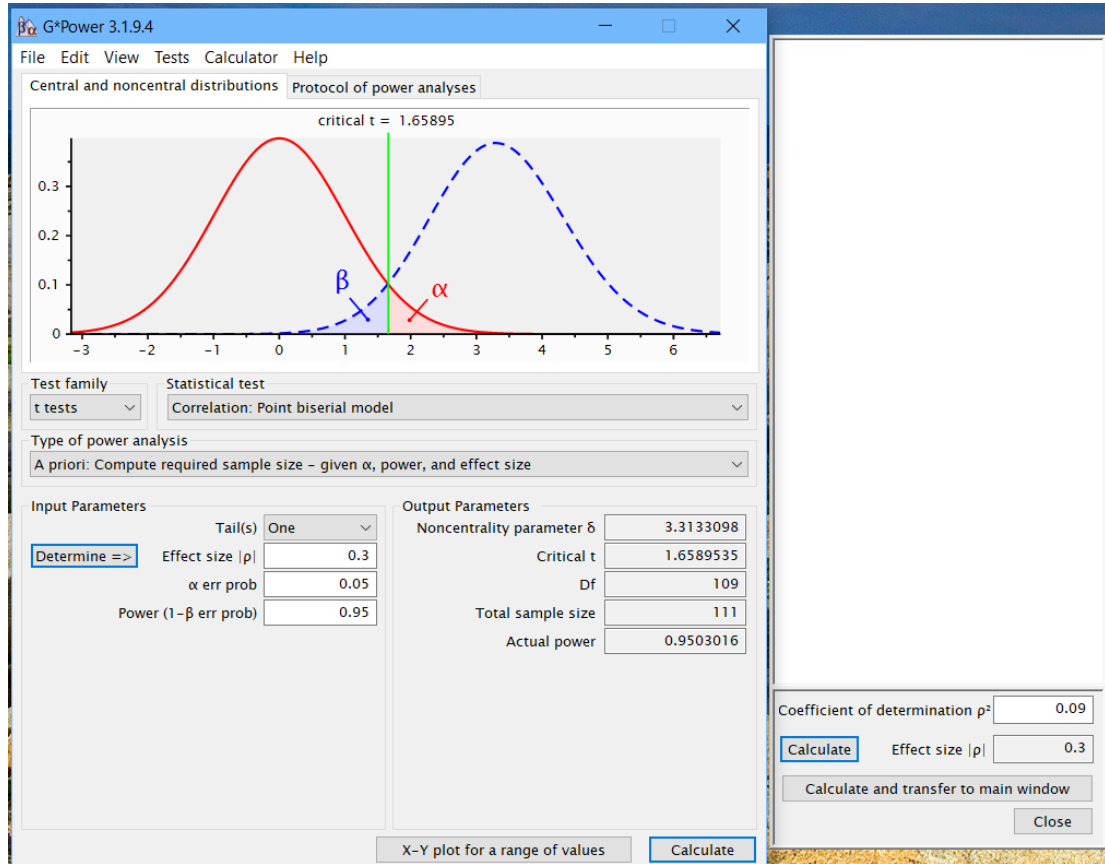 G*Power 3.1.9.4
File Edit View Tests Calculator Help
Central and noncentral distributions
Protocol of power analyses
critical t = 1.65895
0.3
0.2
0.1
0
β
α
-3 -2 -1 0 1 2 3 4 5 6
Test family
t tests
Statistical test
Correlation: Point biserial model
Type of power analysis
A priori: Compute required sample size – given α, power, and effect size
Input Parameters
Tail(s) One
Determine => Effect size |ρ| 0.3
α err prob 0.05
Power (1-β err prob) 0.95
Output Parameters
Noncentrality parameter δ 3.3133098
Critical t 1.6589535
Df 109
Total sample size 111
Actual power 0.9503016
X-Y plot for a range of values
Calculate
Coefficient of determination ρ² 0.09
Calculate Effect size |ρ| 0.3
Calculate and transfer to main window
Close